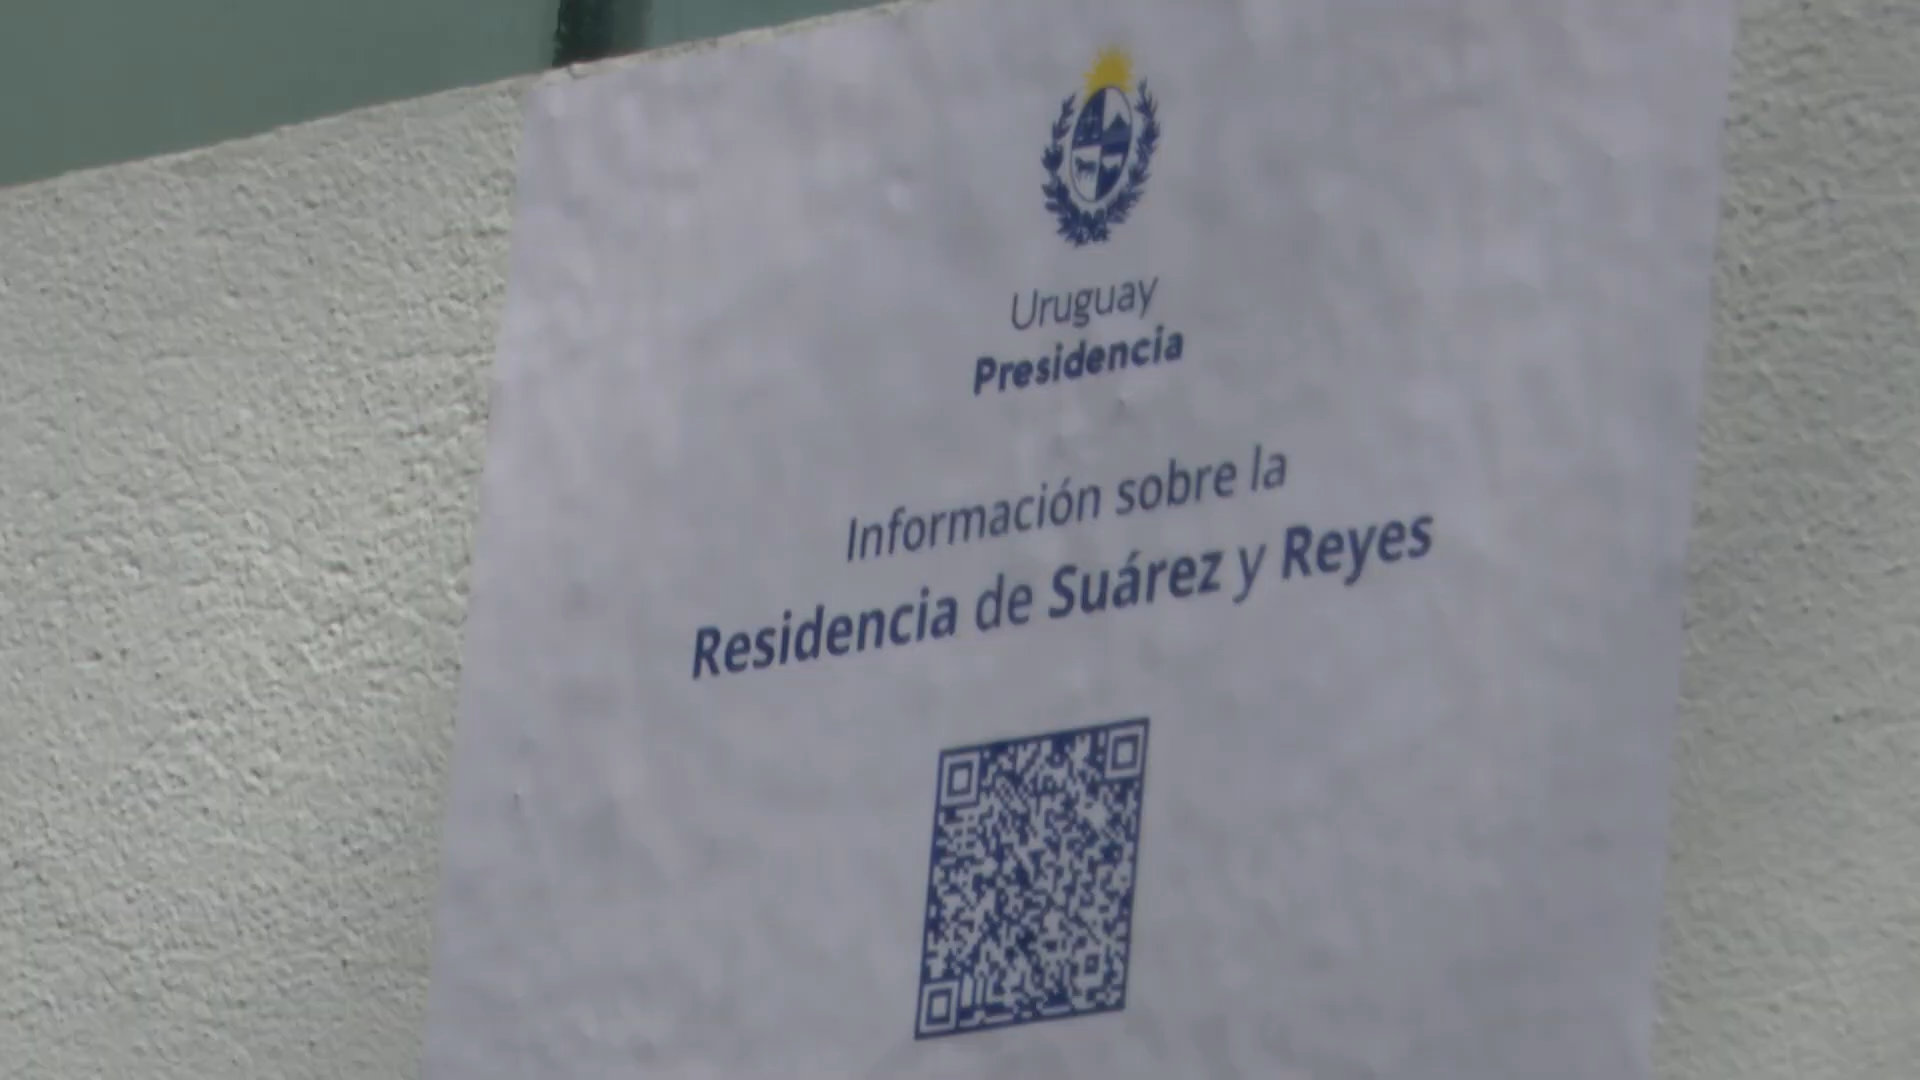 Uruguay
Presidencia
Información sobre la
Residencia de Suárez y Reyes